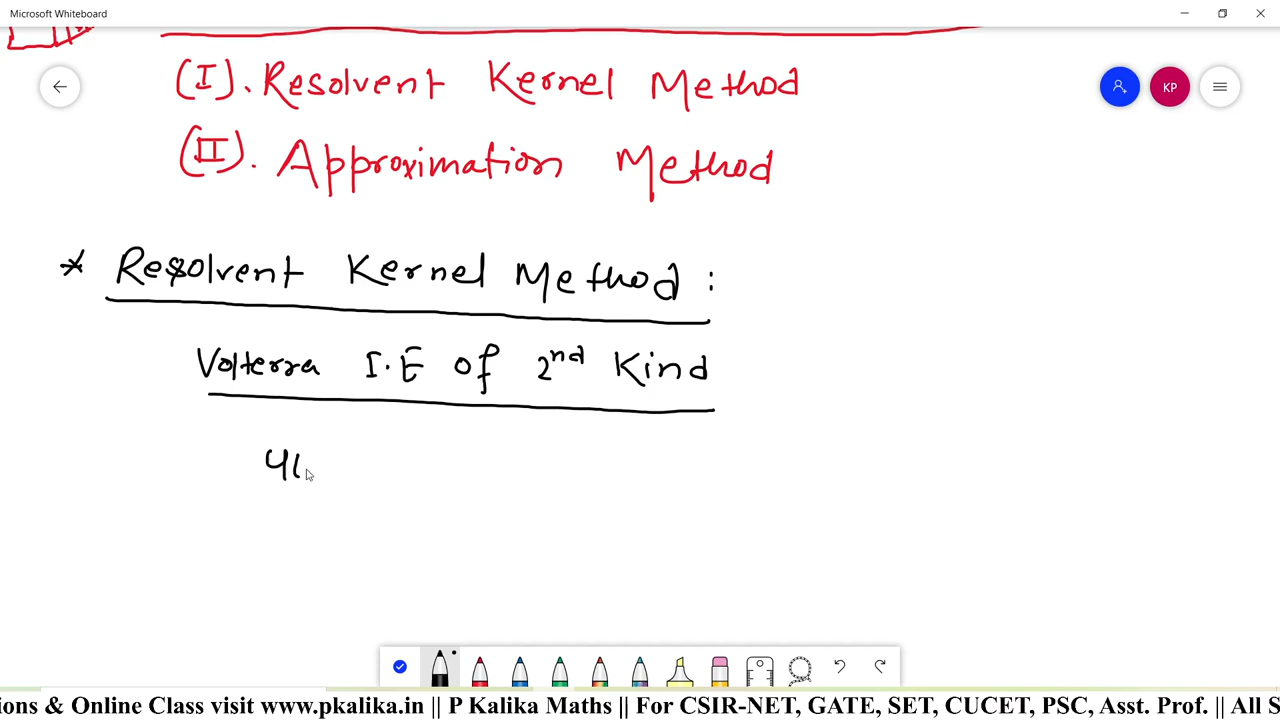 Microsoft Whiteboard
(I). Resolvent Kernel Method
KP
(II). Approximation Method
* Resolvent Kernel Method :
Volterra I.E of 2nd Kind
y(
ions & Online Class visit www.pkalika.in || P Kalika Maths || For CSIR-NET, GATE, SET, CUCET, PSC, Asst. Prof. || All S